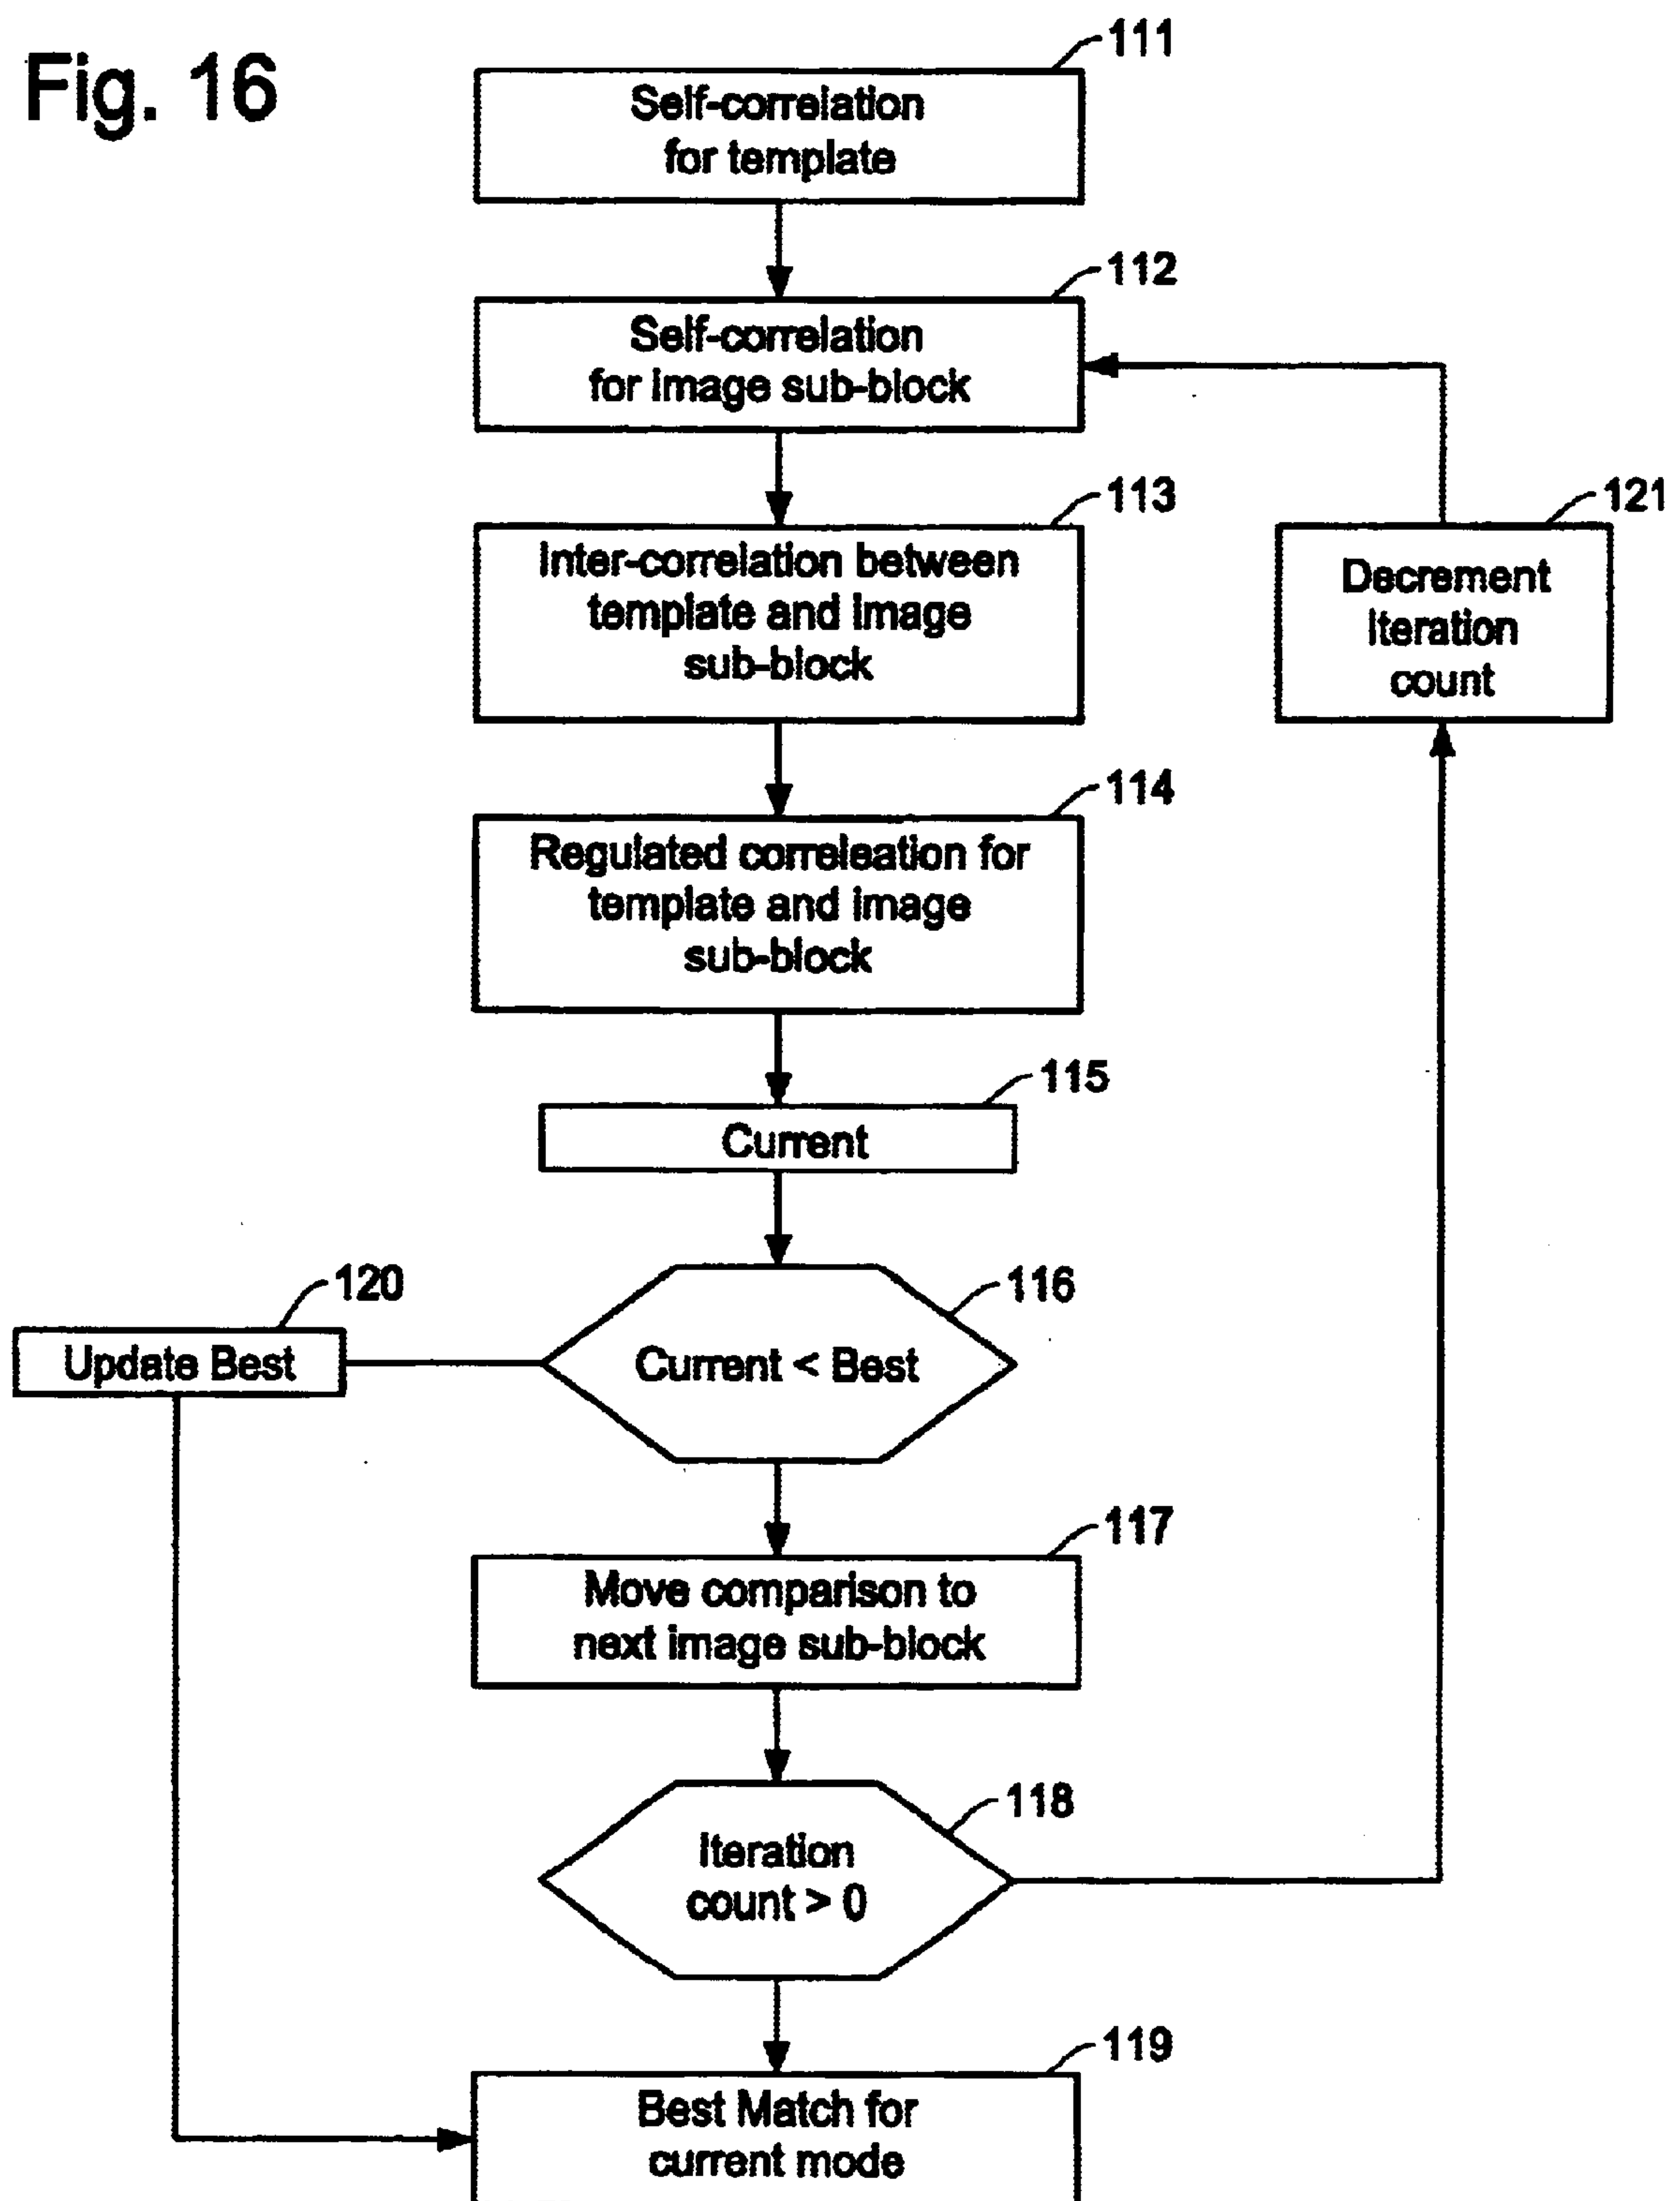 Fig. 16
111
Self-correlation
for template
112
Self-correlation
for image sub-block
113
Inter-correlation between
template and image
sub-block
121
Decrement
Iteration
count
114
Regulated correleation for
template and image
sub-block
115
Current
116
Current < Best
120
Update Best
117
Move comparison to
next image sub-block
118
Iteration
count > 0
119
Best Match for
current mode